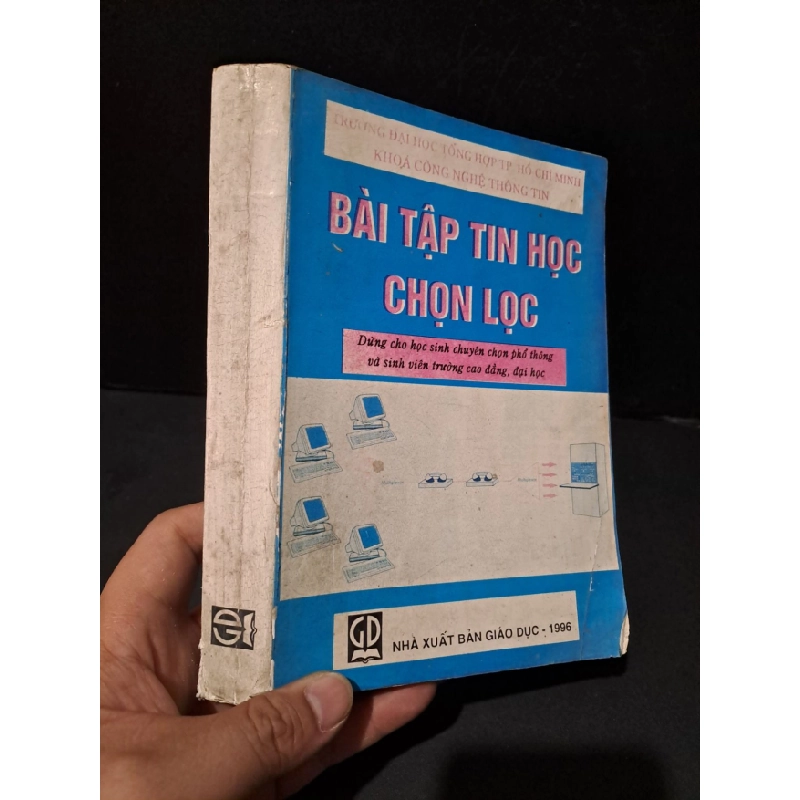 TRƯỜNG ĐẠI HỌC TỔNG HỢP TP. HỒ CHÍ MINH
KHOA CÔNG NGHỆ THÔNG TIN
BÀI TẬP TIN HỌC
CHỌN LỌC
Dùng cho học sinh chuyên chọn phổ thông
và sinh viên trường cao đẳng, đại học
GD
NHÀ XUẤT BẢN GIÁO DỤC - 1996
GD